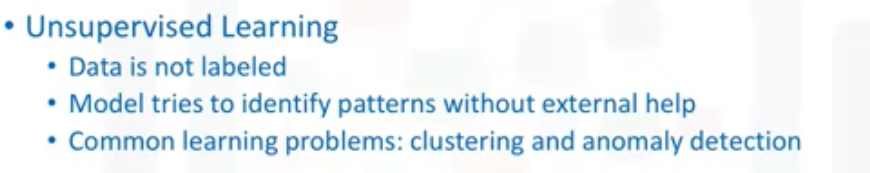 • Unsupervised Learning
• Data is not labeled
• Model tries to identify patterns without external help
• Common learning problems: clustering and anomaly detection